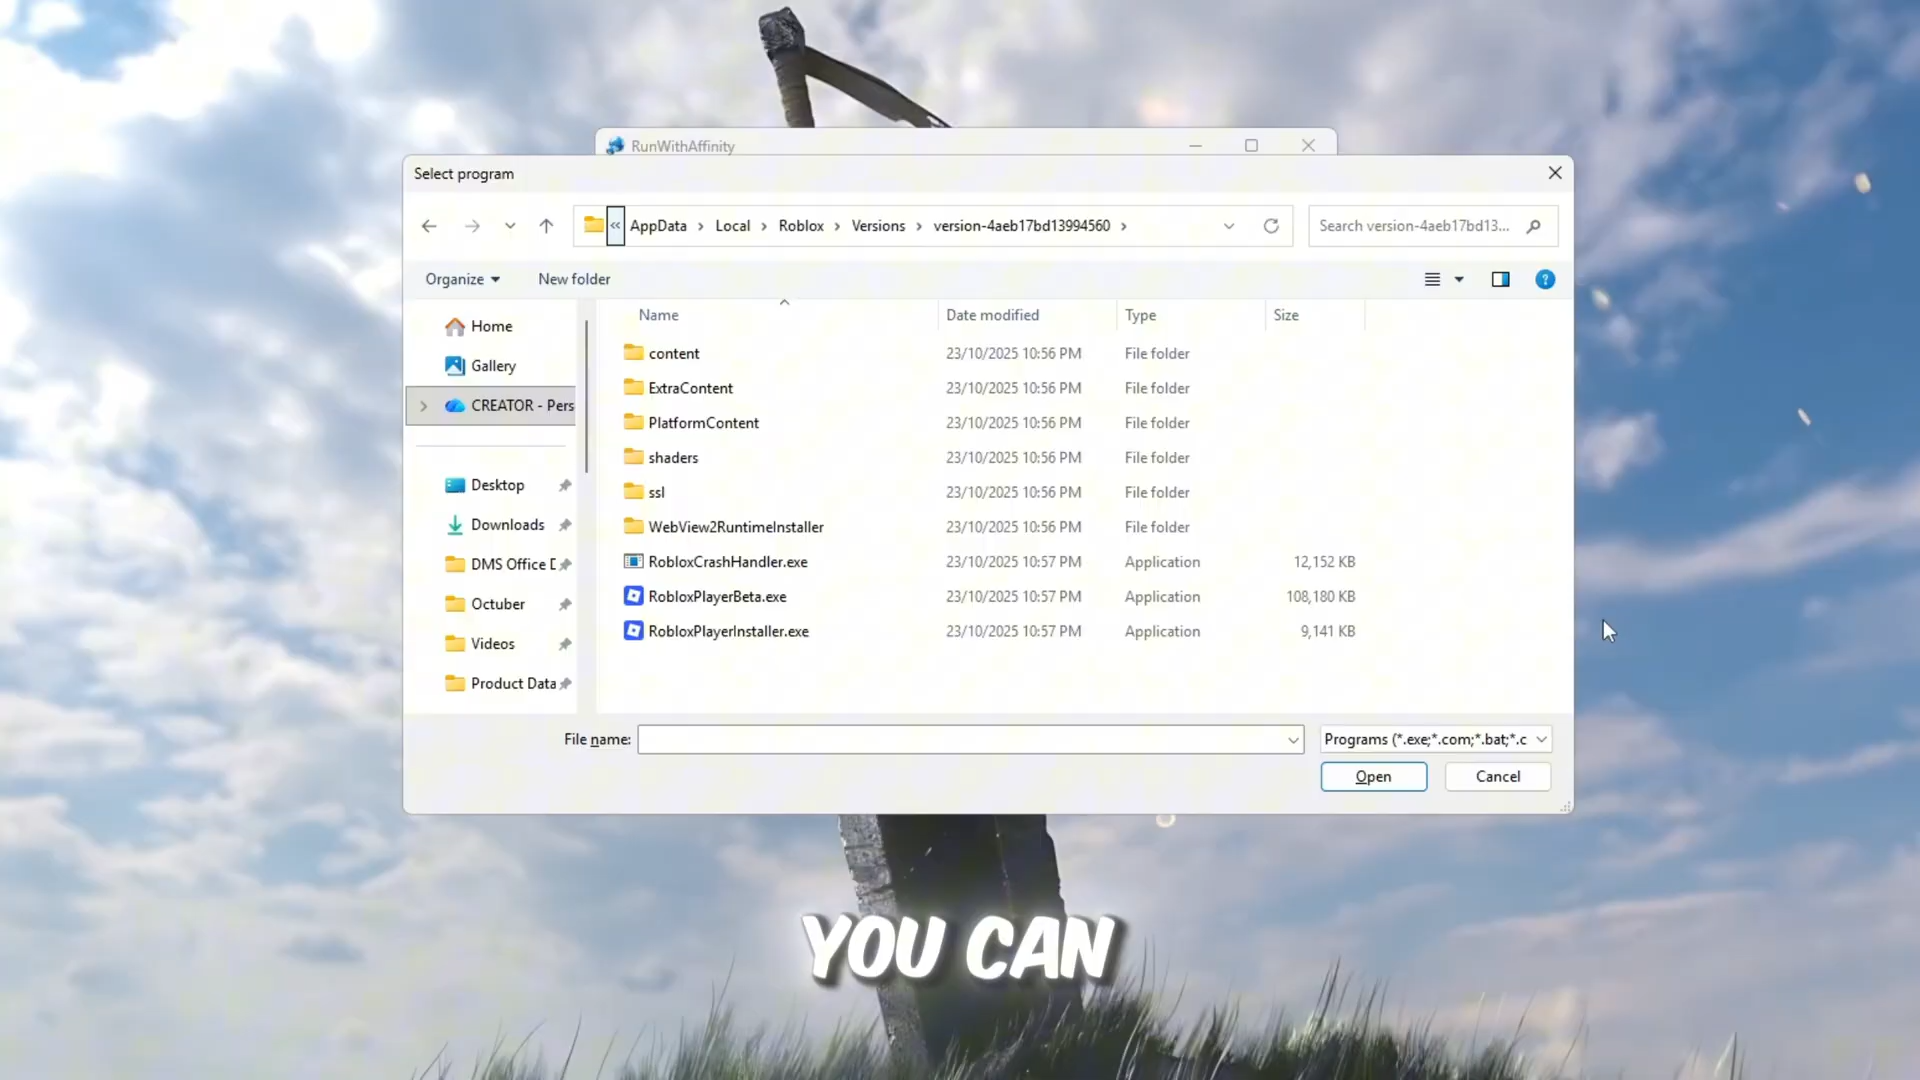 RunWithAffinity
Select program
« AppData > Local > Roblox > Versions > version-4aeb17bd13994560 >
Search version-4aeb17bd13...
Organize
New folder
Home
Gallery
CREATOR - Pers
Desktop
Downloads
DMS Office D
Octuber
Videos
Product Data
Name Date modified Type Size
content 23/10/2025 10:56 PM File folder
ExtraContent 23/10/2025 10:56 PM File folder
PlatformContent 23/10/2025 10:56 PM File folder
shaders 23/10/2025 10:56 PM File folder
ssl 23/10/2025 10:56 PM File folder
WebView2RuntimeInstaller 23/10/2025 10:56 PM File folder
RobloxCrashHandler.exe 23/10/2025 10:57 PM Application 12,152 KB
RobloxPlayerBeta.exe 23/10/2025 10:57 PM Application 108,180 KB
RobloxPlayerInstaller.exe 23/10/2025 10:57 PM Application 9,141 KB
File name:
Programs (*.exe;*.com;*.bat;*.c
Open
Cancel
YOU CAN